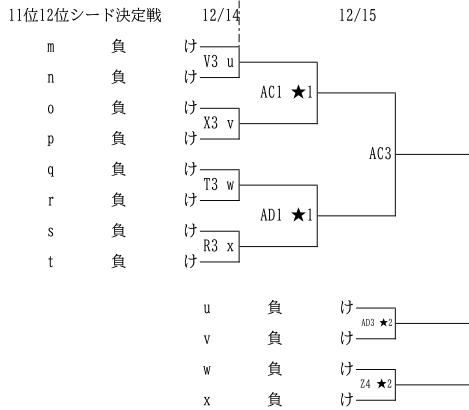 11位12位シード決定戦 12/14 12/15
m 負け
V3 u
n 負け
AC1 ★1
o 負け
X3 v
p 負け
AC3
q 負け
T3 w
r 負け
AD1 ★1
s 負け
R3 x
t 負け
u 負け
AD3 ★2
v 負け
w 負け
Z4 ★2
x 負け